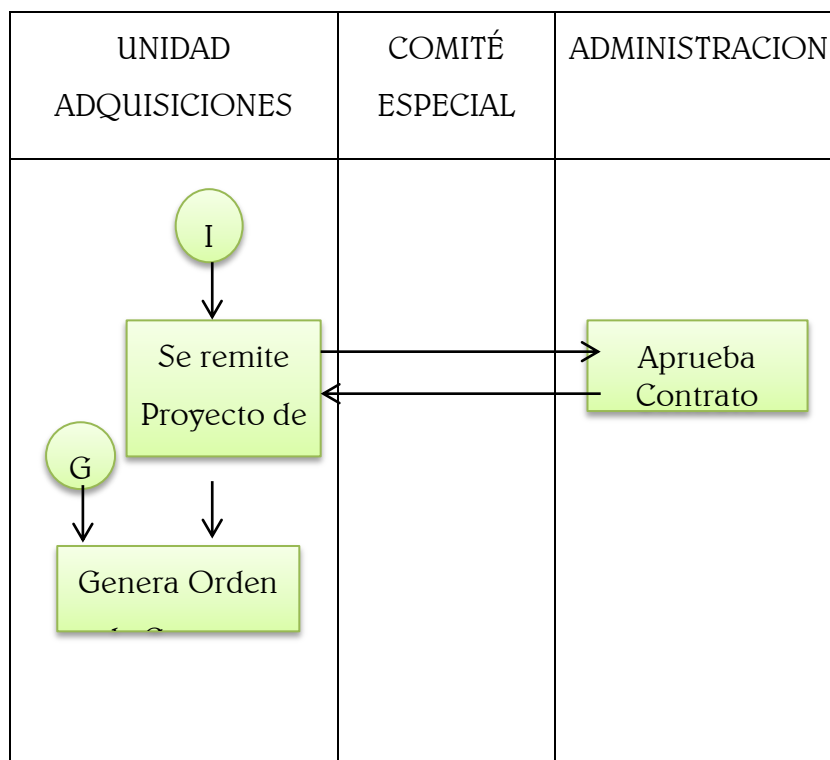 UNIDAD
ADQUISICIONES
COMITÉ
ESPECIAL
ADMINISTRACION
I
Se remite
Proyecto de
Aprueba
Contrato
G
Genera Orden